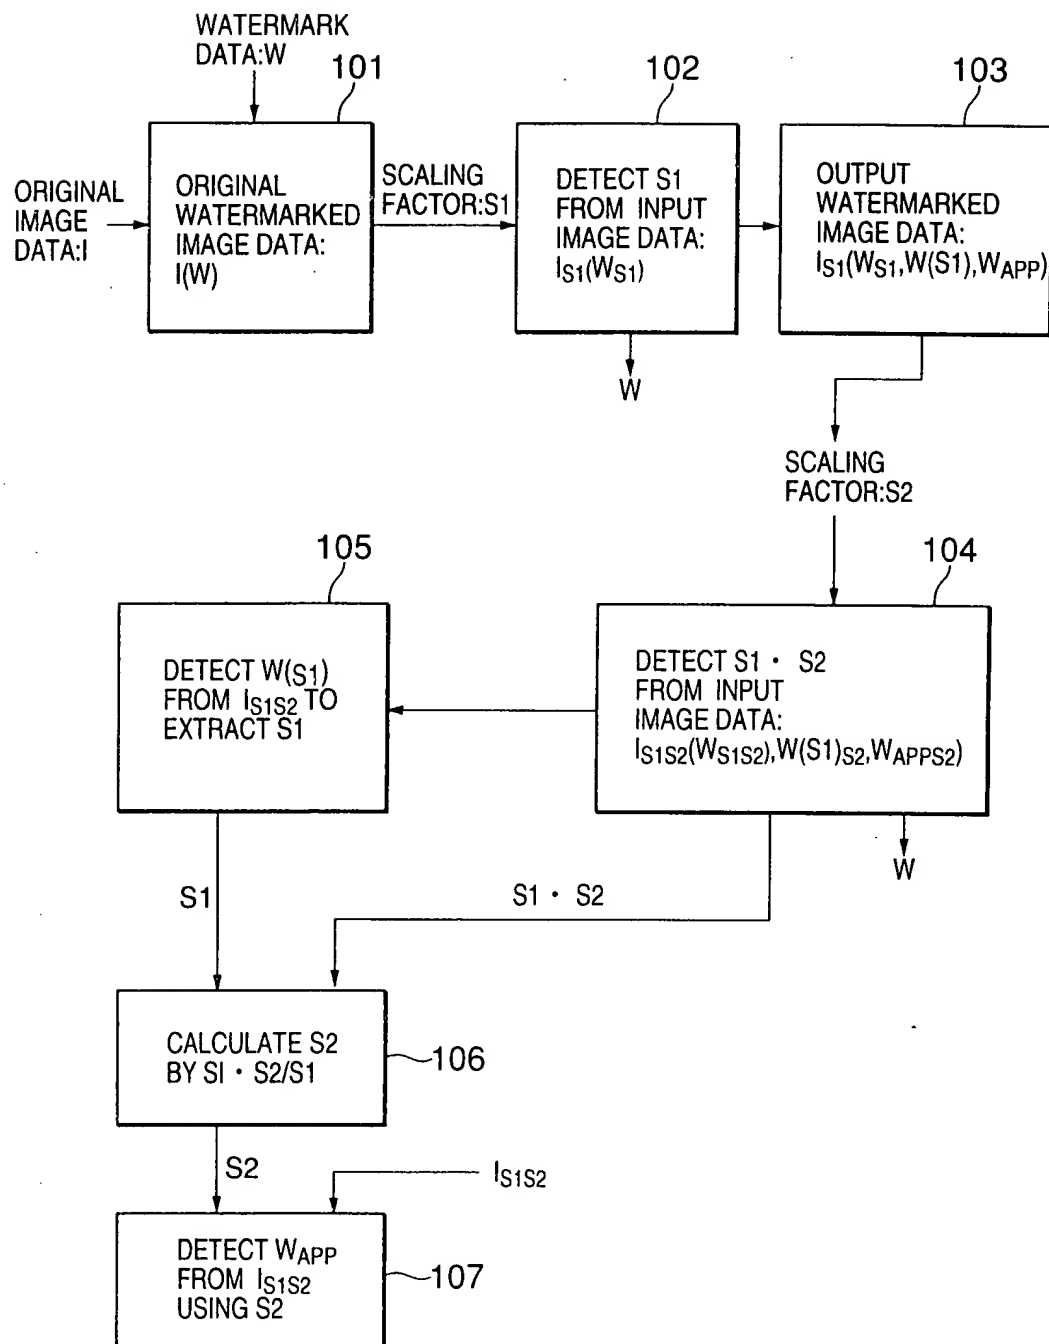 WATERMARK
DATA:W
101
102
103
ORIGINAL
IMAGE
DATA:I
ORIGINAL
WATERMARKED
IMAGE DATA:
I(W)
SCALING
FACTOR:S1
DETECT S1
FROM INPUT
IMAGE DATA:
IS1(WS1)
OUTPUT
WATERMARKED
IMAGE DATA:
IS1(WS1,W(S1),WAPP)
W
SCALING
FACTOR:S2
105
104
DETECT W(S1)
FROM IS1S2 TO
EXTRACT S1
DETECT S1 · S2
FROM INPUT
IMAGE DATA:
IS1S2(WS1S2),W(S1)S2,WAPPS2)
W
S1
S1 · S2
CALCULATE S2
BY SI · S2/S1
106
S2
IS1S2
DETECT WAPP
FROM IS1S2
USING S2
107